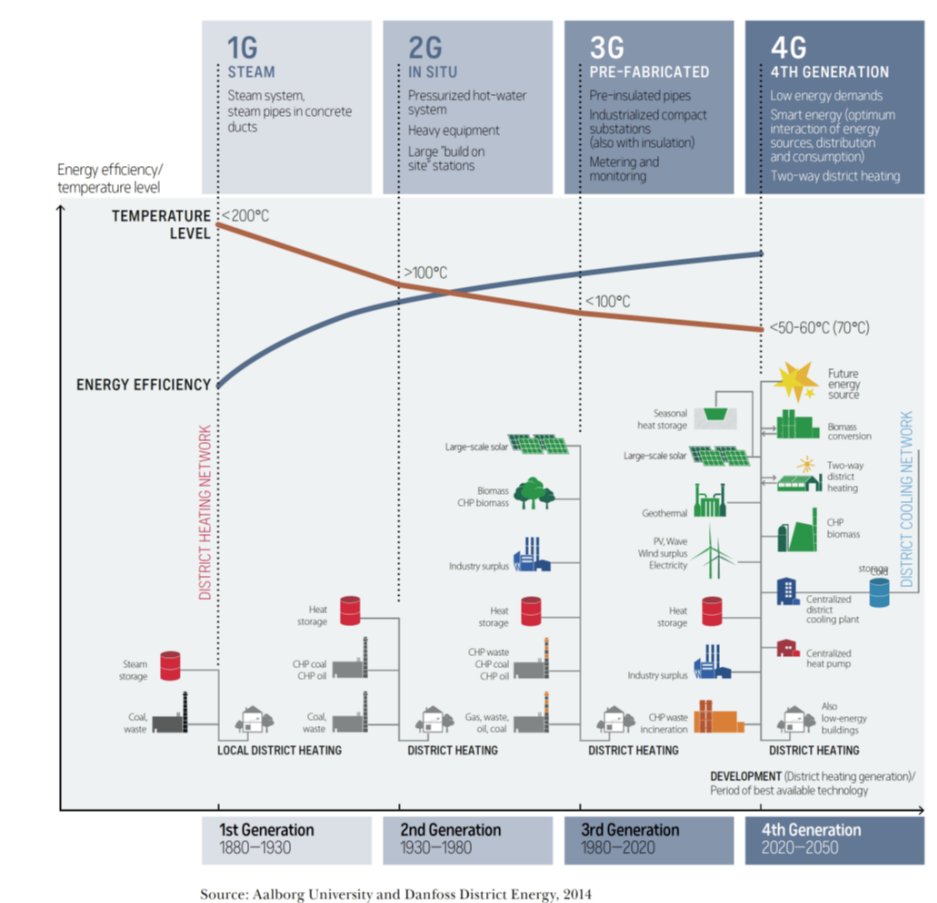 1G
STEAM
Steam system,
steam pipes in concrete
ducts
2G
IN SITU
Pressurized hot-water
system
Heavy equipment
Large "build on
site" stations
3G
PRE-FABRICATED
Pre-insulated pipes
Industrialized compact
substations
(also with insulation)
Metering and
monitoring
4G
4TH GENERATION
Low energy demands
Smart energy (optimum
interaction of energy
sources, distribution
and consumption)
Two-way district heating
Energy efficiency/
temperature level
TEMPERATURE
LEVEL
<200°C
>100°C
<100°C
<50-60°C (70°C)
ENERGY EFFICIENCY
DISTRICT HEATING NETWORK
Steam
storage
Coal,
waste
LOCAL DISTRICT HEATING
Heat
storage
CHP coal
CHP oil
Coal,
waste
DISTRICT HEATING
Large-scale solar
Biomass
CHP biomass
Industry surplus
Heat
storage
CHP waste
CHP coal
CHP oil
Gas, waste,
oil, coal
DISTRICT HEATING
Seasonal
heat storage
Large-scale solar
Geothermal
PV, Wave
Wind surplus
Electricity
Heat
storage
Industry surplus
CHP waste
incineration
Future
energy
source
Biomass
conversion
Two-way
district
heating
CHP
biomass
storage
Cold
Centralized
district
cooling plant
Centralized
heat pump
Also
low-energy
buildings
DISTRICT HEATING
DISTRICT COOLING NETWORK
DEVELOPMENT (District heating generation)/
Period of best available technology
1st Generation
1880–1930
2nd Generation
1930–1980
3rd Generation
1980–2020
4th Generation
2020–2050
Source: Aalborg University and Danfoss District Energy, 2014